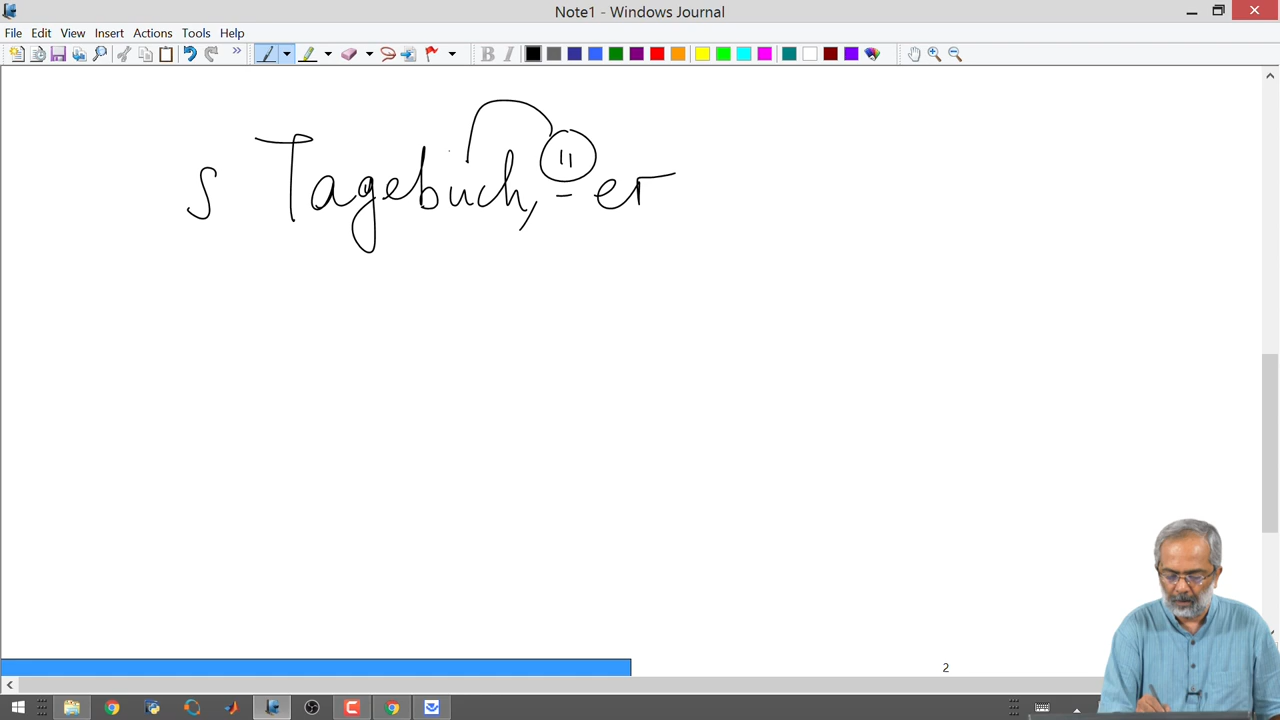 Note1 - Windows Journal
File Edit View Insert Actions Tools Help
s Tagebuch, ⸚er
2